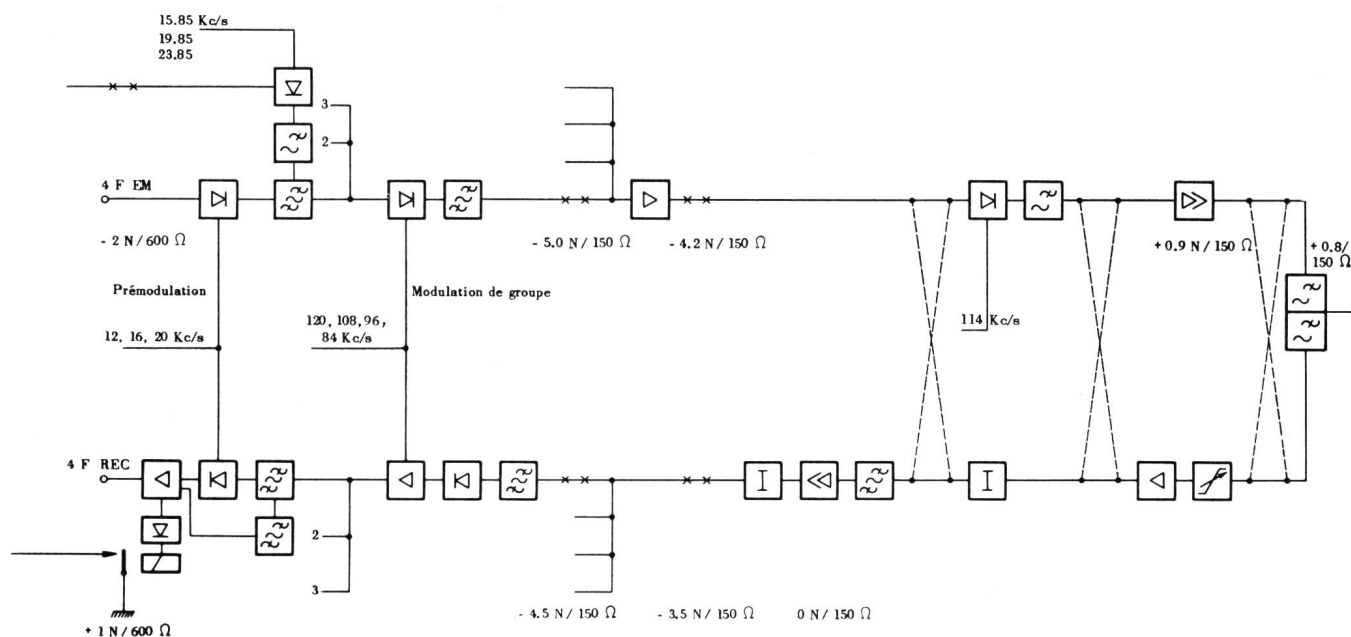 15.85 Kc/s
19.85
23.85
3
2
4 F EM
- 2 N/600 Ω
- 5.0 N/150 Ω
- 4.2 N/150 Ω
+0.9 N/150 Ω
+0.8/
150 Ω
Prémodulation
Modulation de groupe
12, 16, 20 Kc/s
120, 108, 96,
84 Kc/s
114 Kc/s
4 F REC
2
3
+ 1 N/600 Ω
- 4.5 N/150 Ω
- 3.5 N/150 Ω
0 N/150 Ω